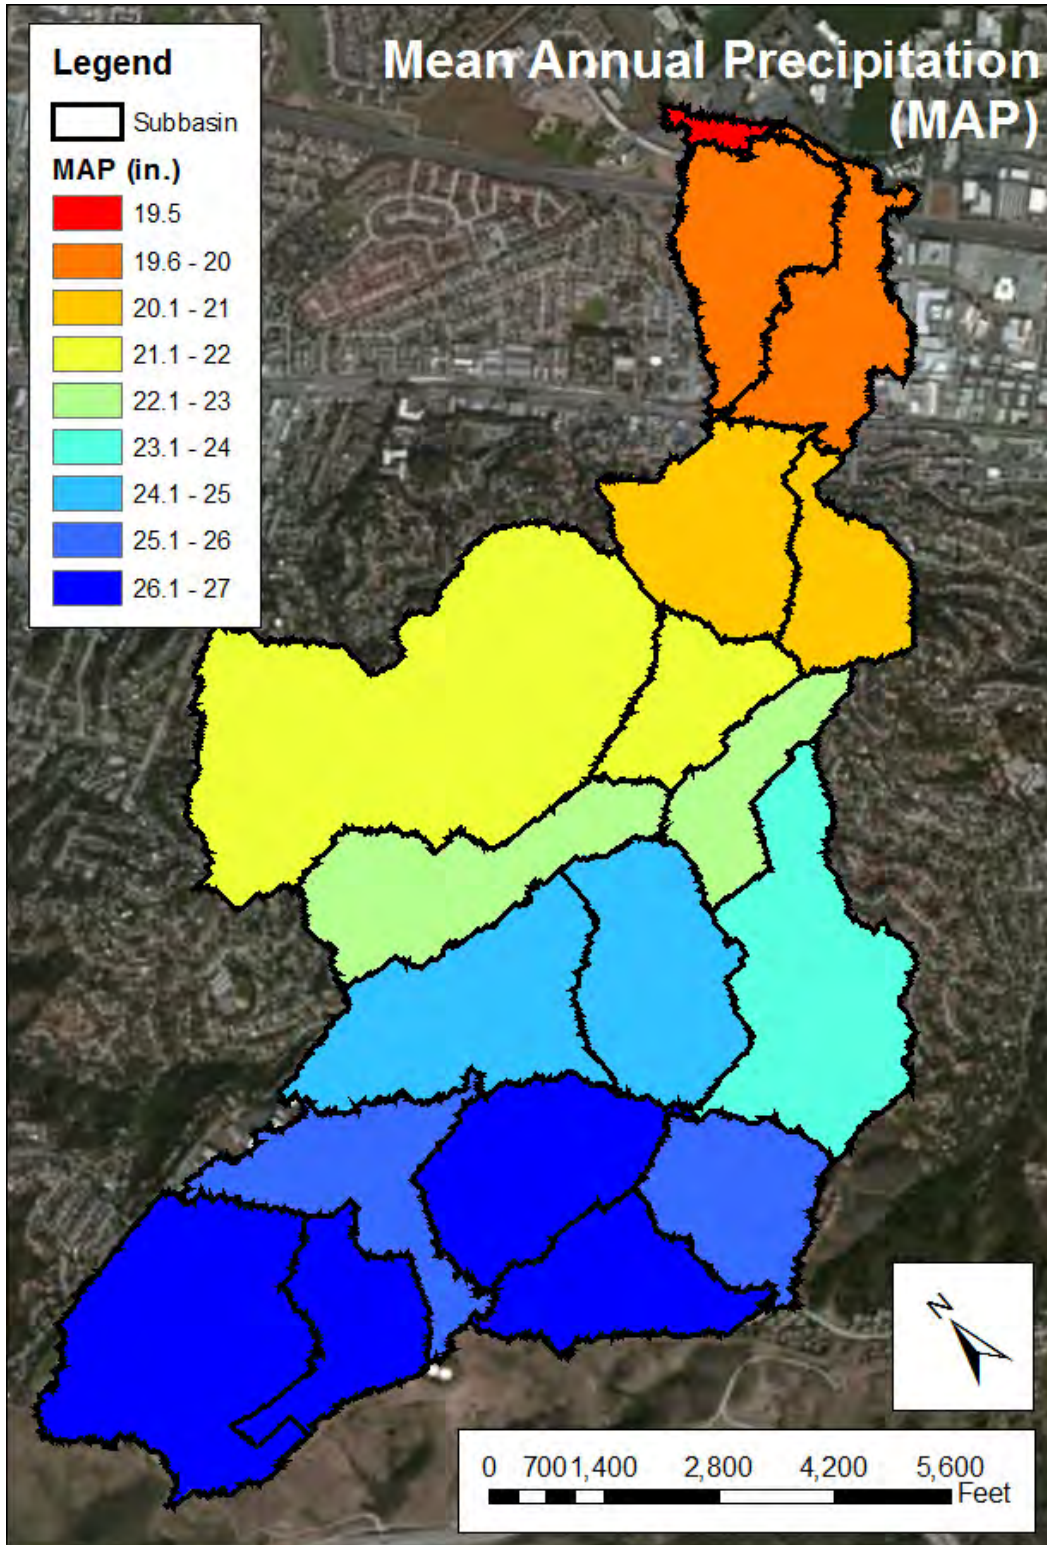 Mean Annual Precipitation
(MAP)
Legend
Subbasin
MAP (in.)
19.5
19.6 - 20
20.1 - 21
21.1 - 22
22.1 - 23
23.1 - 24
24.1 - 25
25.1 - 26
26.1 - 27
N
0 700 1,400 2,800 4,200 5,600
Feet